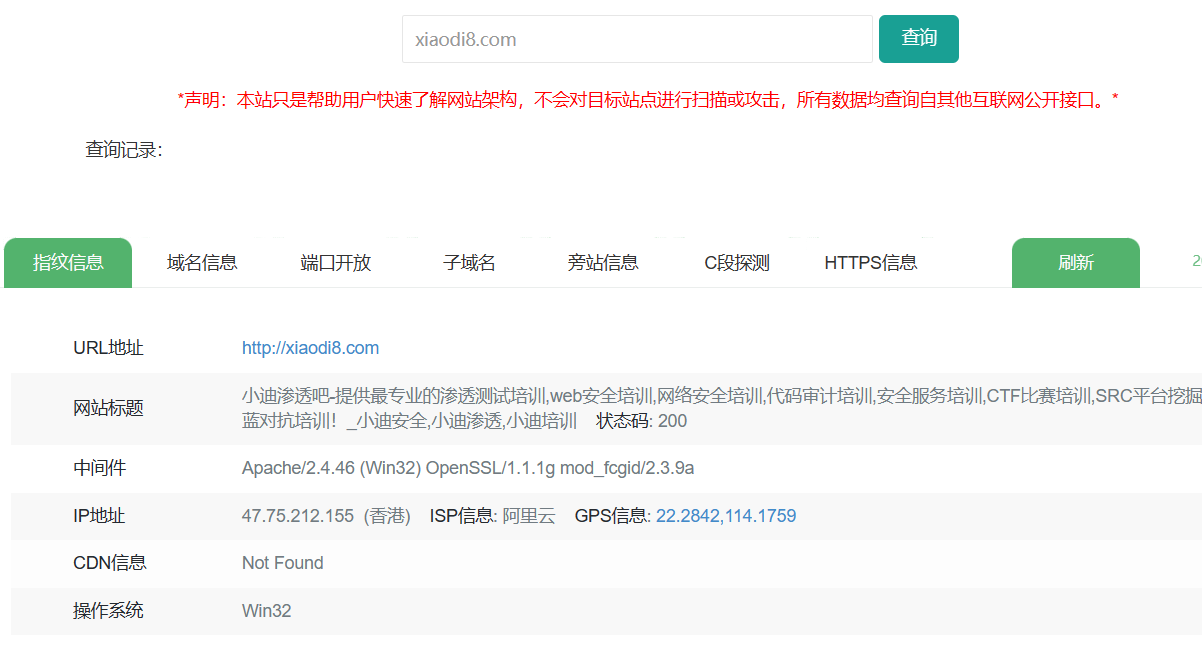 xiaodi8.com 查询
*声明：本站只是帮助用户快速了解网站架构，不会对目标站点进行扫描或攻击，所有数据均查询自其他互联网公开接口。*
查询记录：
指纹信息 域名信息 端口开放 子域名 旁站信息 C段探测 HTTPS信息 刷新
URL地址 http://xiaodi8.com
网站标题 小迪渗透吧-提供最专业的渗透测试培训,web安全培训,网络安全培训,代码审计培训,安全服务培训,CTF比赛培训,SRC平台挖掘
蓝对抗培训！_小迪安全,小迪渗透,小迪培训 状态码: 200
中间件 Apache/2.4.46 (Win32) OpenSSL/1.1.1g mod_fcgid/2.3.9a
IP地址 47.75.212.155 (香港) ISP信息: 阿里云 GPS信息: 22.2842,114.1759
CDN信息 Not Found
操作系统 Win32